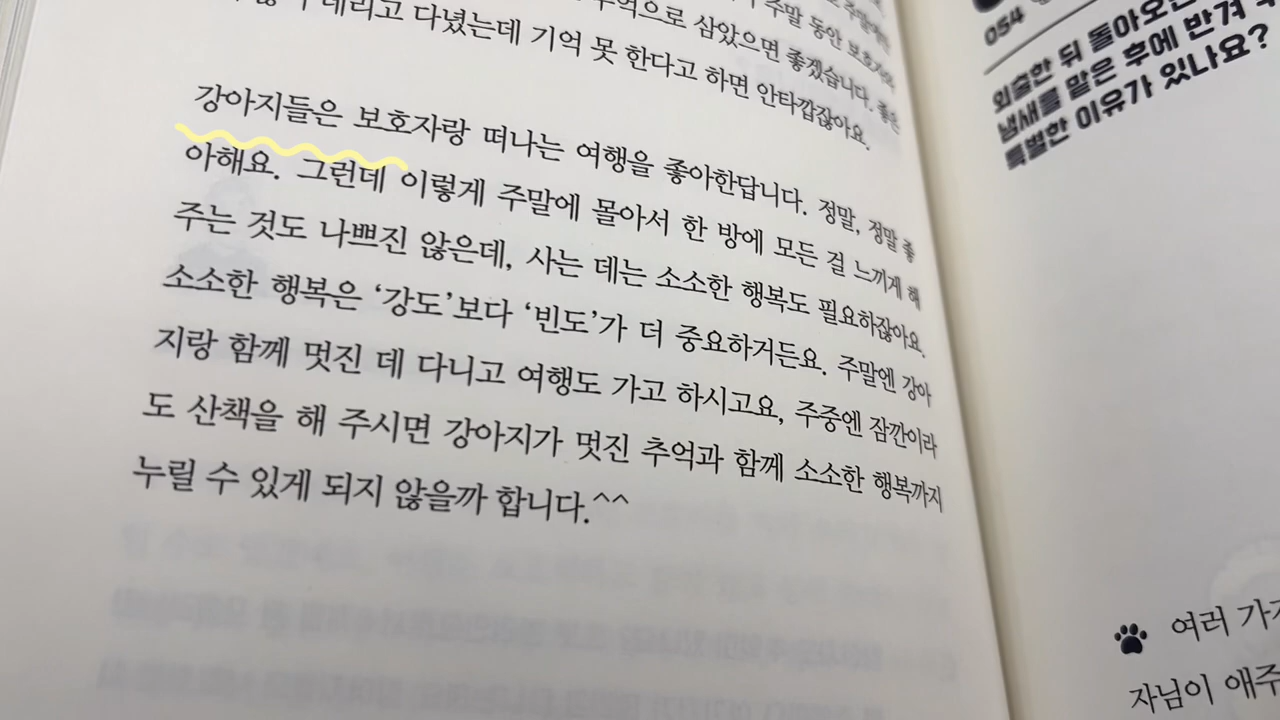 데리고 다녔는데 기억 못 한다고 하면 안타깝잖아요.
추억으로 삼았으면 좋겠습니다. 좋은
주말 동안
강아지들은 보호자랑 떠나는 여행을 좋아한답니다. 정말, 정말 좋
아해요. 그런데 이렇게 주말에 몰아서 한 방에 모든 걸 느끼게 해
주는 것도 나쁘진 않은데, 사는 데는 소소한 행복도 필요하잖아요.
소소한 행복은 ‘강도’보다 ‘빈도’가 더 중요하거든요. 주말엔 강아
지랑 함께 멋진 데 다니고 여행도 가고 하시고요, 주중엔 잠깐이라
도 산책을 해 주시면 강아지가 멋진 추억과 함께 소소한 행복까지
누릴 수 있게 되지 않을까 합니다.^^
054
외출한 뒤 돌아오면
냄새를 맡은 후에 반겨
특별한 이유가 있나요?
여러 가지
자님이 애주